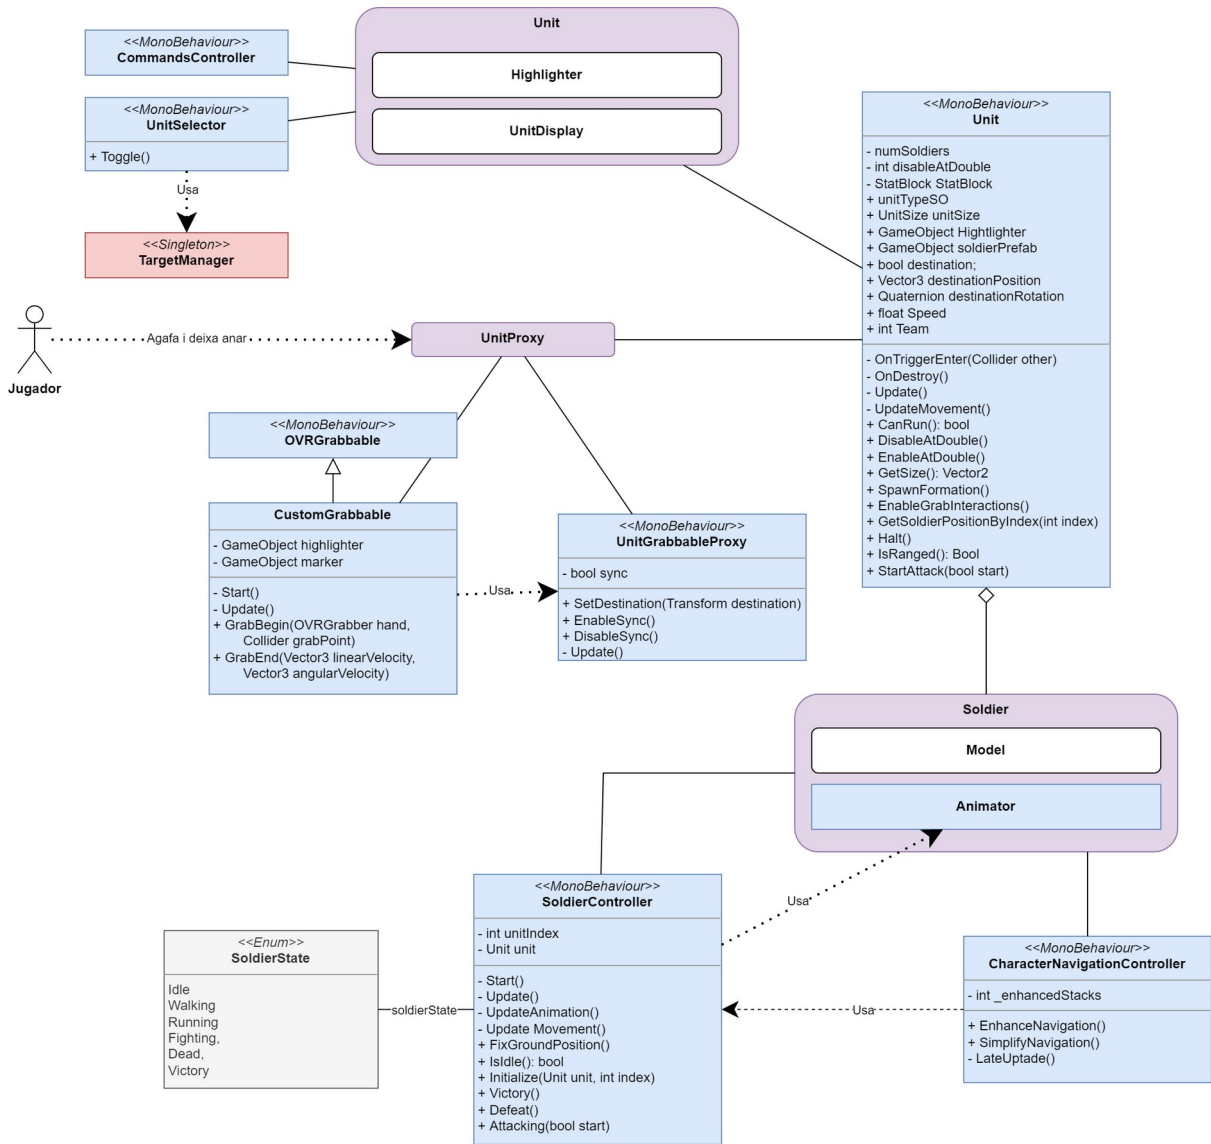 Unit
Highlighter
UnitDisplay
<<MonoBehaviour>>
CommandsController
<<MonoBehaviour>>
UnitSelector
+ Toggle()
Usa
<<Singleton>>
TargetManager
<<MonoBehaviour>>
Unit
- numSoldiers
- int disableAtDouble
- StatBlock StatBlock
+ unitTypeSO
+ UnitSize unitSize
+ GameObject Hightlighter
+ GameObject soldierPrefab
+ bool destination;
+ Vector3 destinationPosition
+ Quaternion destinationRotation
+ float Speed
+ int Team
- OnTriggerEnter(Collider other)
- OnDestroy()
- Update()
- UpdateMovement()
+ CanRun(): bool
+ DisableAtDouble()
+ EnableAtDouble()
+ GetSize(): Vector2
+ SpawnFormation()
+ EnableGrabInteractions()
+ GetSoldierPositionByIndex(int index)
+ Halt()
+ IsRanged(): Bool
+ StartAttack(bool start)
Jugador
Agafa i deixa anar
UnitProxy
<<MonoBehaviour>>
OVRGrabbable
CustomGrabbable
- GameObject highlighter
- GameObject marker
- Start()
- Update()
+ GrabBegin(OVRGrabber hand,
Collider grabPoint)
+ GrabEnd(Vector3 linearVelocity,
Vector3 angularVelocity)
Usa
<<MonoBehaviour>>
UnitGrabbableProxy
- bool sync
+ SetDestination(Transform destination)
+ EnableSync()
+ DisableSync()
- Update()
Soldier
Model
Animator
Usa
<<MonoBehaviour>>
SoldierController
- int unitIndex
- Unit unit
- Start()
- Update()
- UpdateAnimation()
- Update Movement()
+ FixGroundPosition()
+ IsIdle(): bool
+ Initialize(Unit unit, int index)
+ Victory()
+ Defeat()
+ Attacking(bool start)
soldierState
<<Enum>>
SoldierState
Idle
Walking
Running
Fighting,
Dead,
Victory
Usa
<<MonoBehaviour>>
CharacterNavigationController
- int _enhancedStacks
+ EnhanceNavigation()
+ SimplifyNavigation()
- LateUptade()